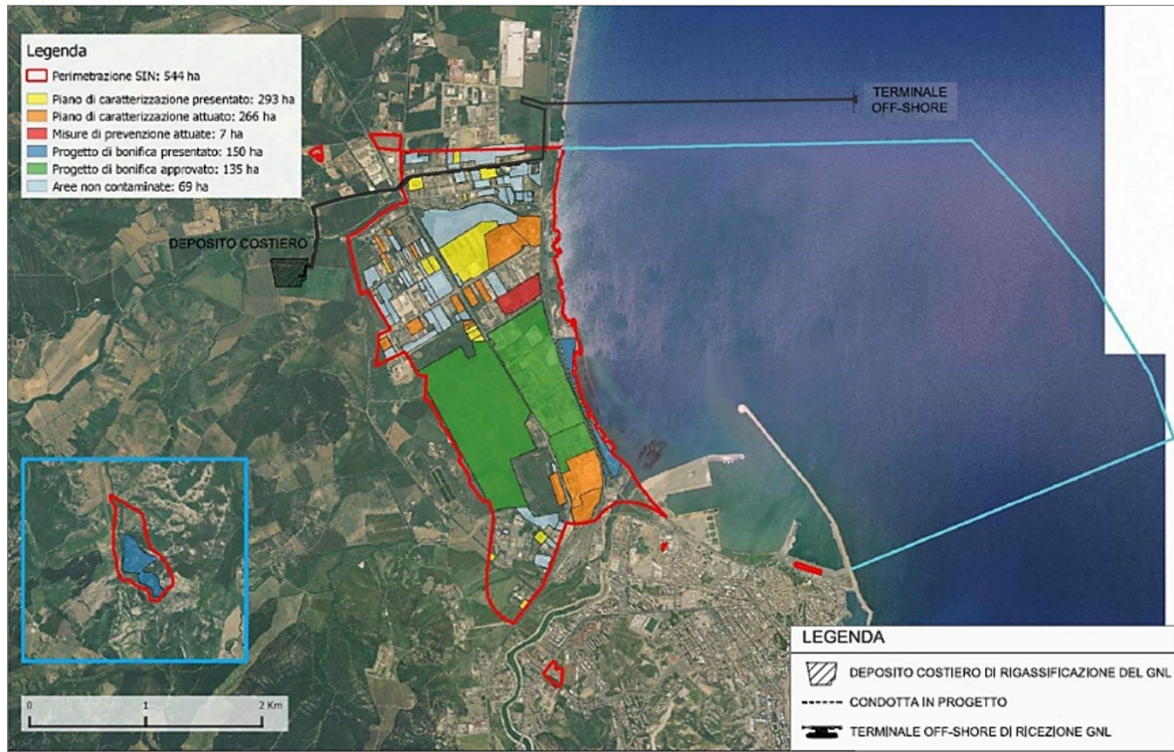 Legenda
Perimetrazione SIN: 544 ha
Piano di caratterizzazione presentato: 293 ha
Piano di caratterizzazione attuato: 266 ha
Misure di prevenzione attuate: 7 ha
Progetto di bonifica presentato: 150 ha
Progetto di bonifica approvato: 135 ha
Aree non contaminate: 69 ha
TERMINALE
OFF-SHORE
DEPOSITO COSTIERO
0 1 2 Km
LEGENDA
DEPOSITO COSTIERO DI RIGASSIFICAZIONE DEL GNL
CONDOTTA IN PROGETTO
TERMINALE OFF-SHORE DI RICEZIONE GNL